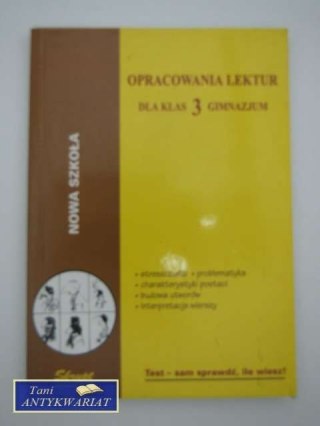 OPRACOWANIA LEKTUR
DLA KLAS 3 GIMNAZJUM
NOWA SZKOŁA
• streszczenia • problematyka
• charakterystyki postaci
• budowa utworów
• interpretacje wierszy
Test – sam sprawdź, ile wiesz!
Tani
ANTYKWARIAT